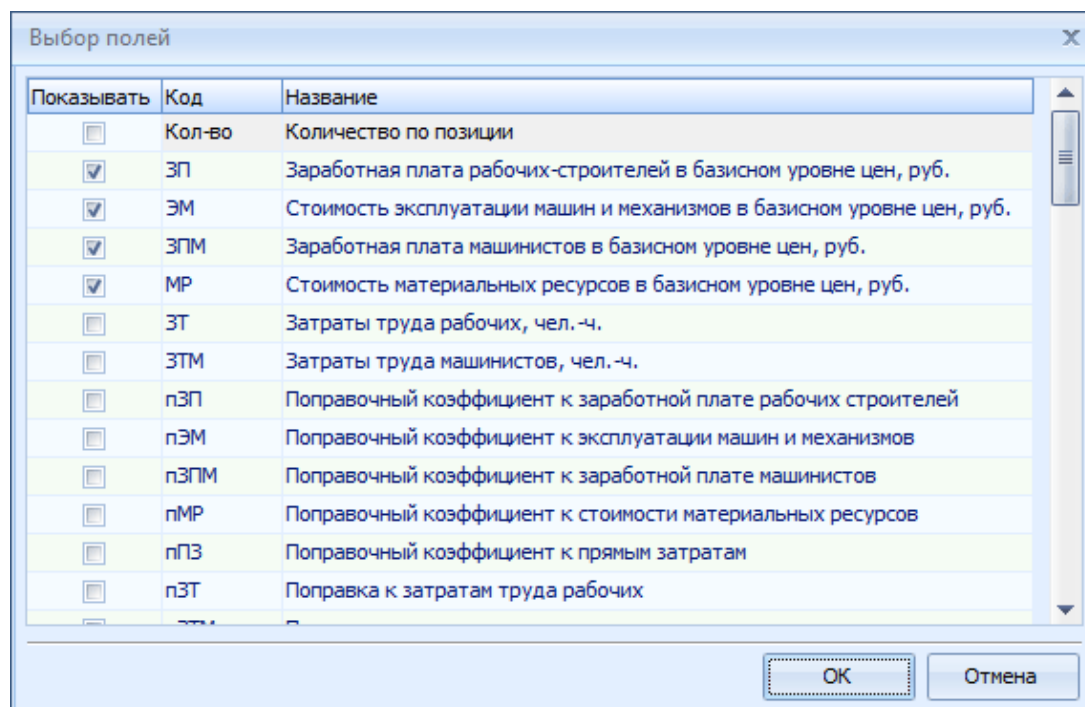 Выбор полей
Показывать Код Название
Кол-во Количество по позиции
ЗП Заработная плата рабочих-строителей в базисном уровне цен, руб.
ЭМ Стоимость эксплуатации машин и механизмов в базисном уровне цен, руб.
ЗПМ Заработная плата машинистов в базисном уровне цен, руб.
МР Стоимость материальных ресурсов в базисном уровне цен, руб.
ЗТ Затраты труда рабочих, чел.-ч.
ЗТМ Затраты труда машинистов, чел.-ч.
пЗП Поправочный коэффициент к заработной плате рабочих строителей
пЭМ Поправочный коэффициент к эксплуатации машин и механизмов
пЗПМ Поправочный коэффициент к заработной плате машинистов
пМР Поправочный коэффициент к стоимости материальных ресурсов
пПЗ Поправочный коэффициент к прямым затратам
пЗТ Поправка к затратам труда рабочих
ОК Отмена